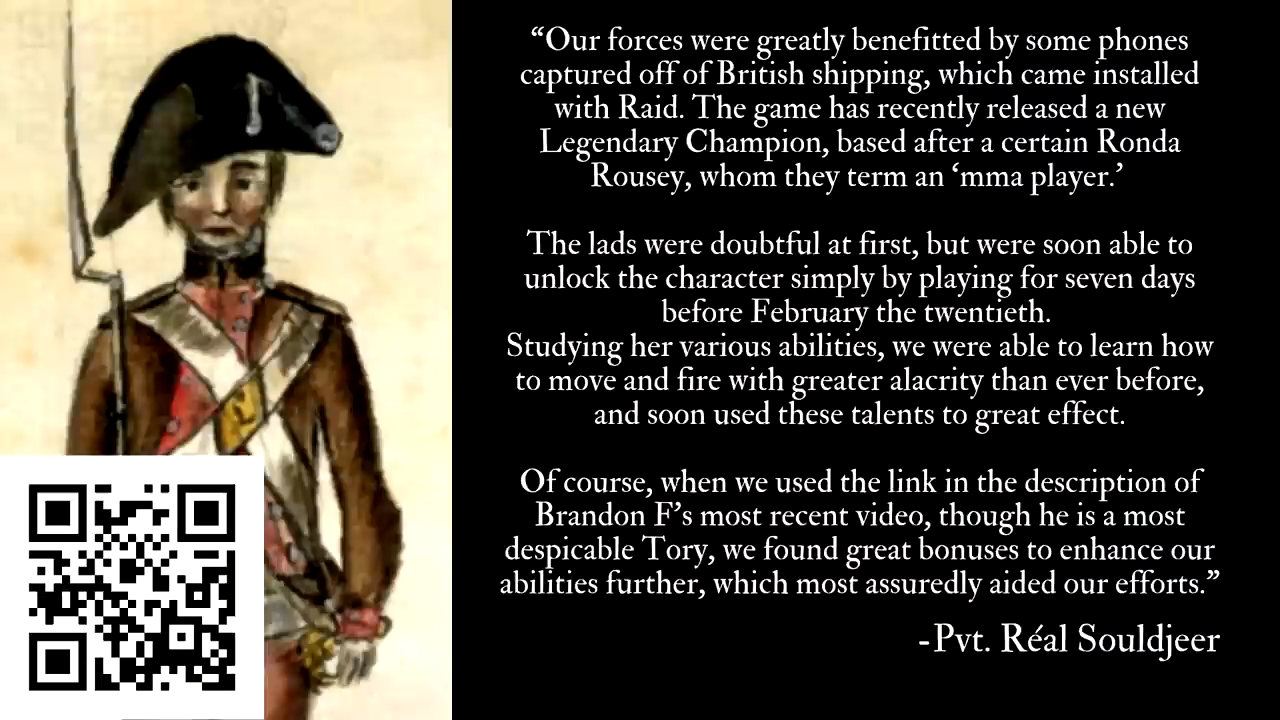 “Our forces were greatly benefitted by some phones
captured off of British shipping, which came installed
with Raid. The game has recently released a new
Legendary Champion, based after a certain Ronda
Rousey, whom they term an ‘mma player.’
The lads were doubtful at first, but were soon able to
unlock the character simply by playing for seven days
before February the twentieth.
Studying her various abilities, we were able to learn how
to move and fire with greater alacrity than ever before,
and soon used these talents to great effect.
Of course, when we used the link in the description of
Brandon F’s most recent video, though he is a most
despicable Tory, we found great bonuses to enhance our
abilities further, which most assuredly aided our efforts.”
-Pvt. Réal Souldjeer